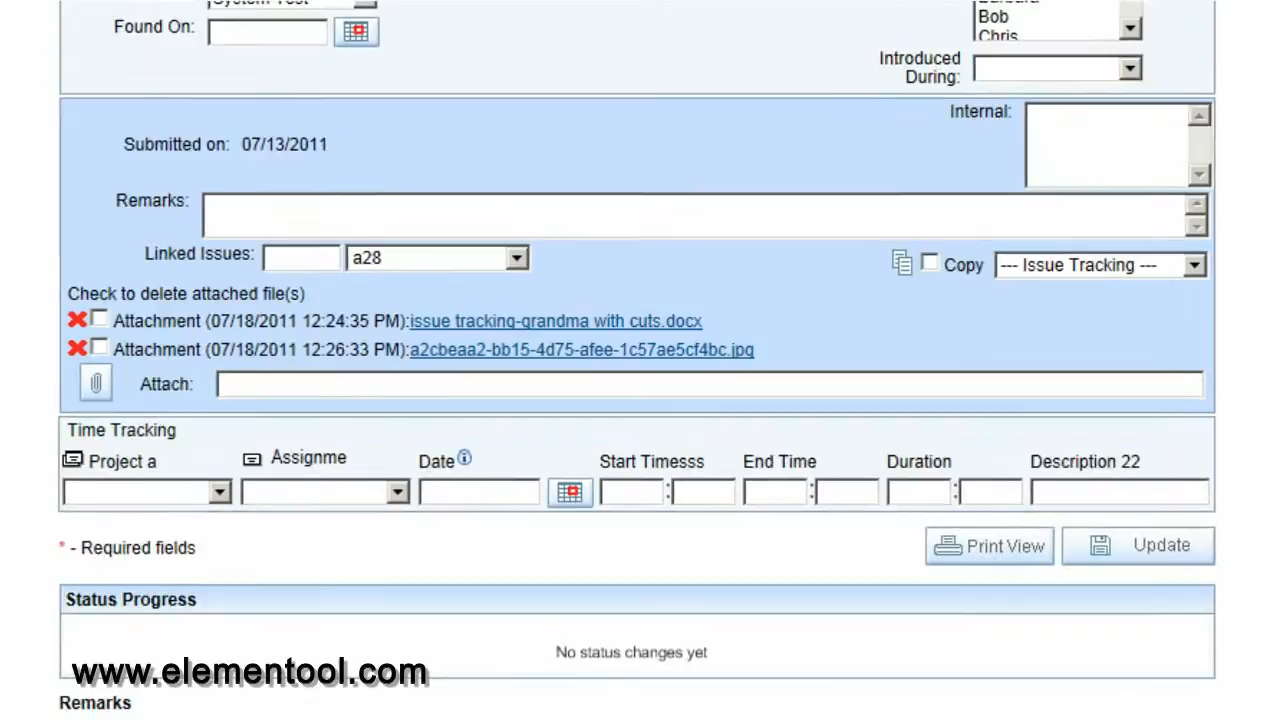 System Test
Found On:
Barbara
Bob
Chris
Introduced
During:
Internal:
Submitted on: 07/13/2011
Remarks:
Linked Issues: a28
Copy --- Issue Tracking ---
Check to delete attached file(s)
Attachment (07/18/2011 12:24:35 PM):issue tracking-grandma with cuts.docx
Attachment (07/18/2011 12:26:33 PM):a2cbeaa2-bb15-4d75-afee-1c57ae5cf4bc.jpg
Attach:
Time Tracking
Project a Assignme Date Start Timesss End Time Duration Description 22
: : :
* - Required fields
Print View Update
Status Progress
No status changes yet
www.elementool.com
Remarks